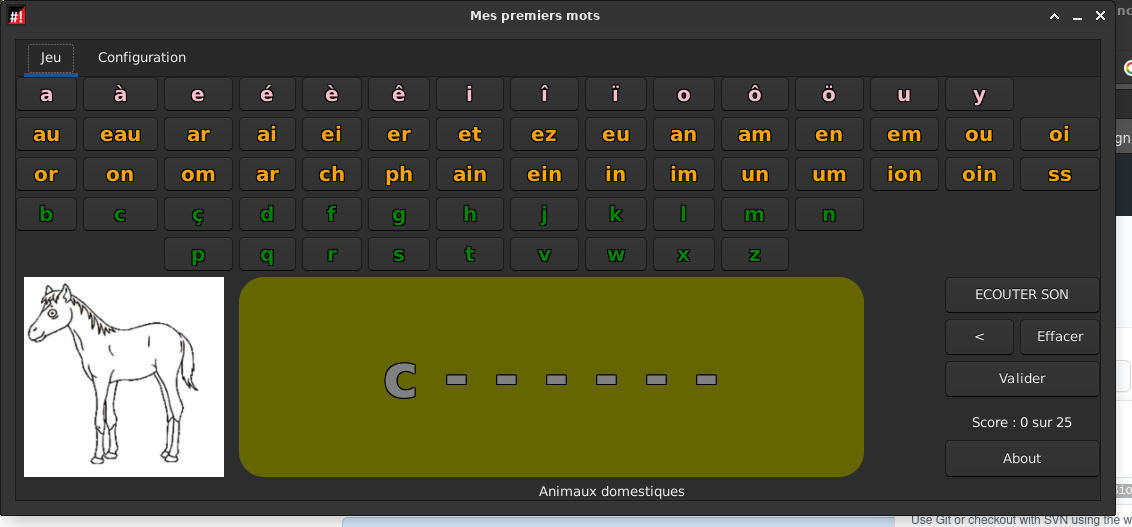 #!
Mes premiers mots
Jeu Configuration
a à e é è ê i î ï o ô ö u y
au eau ar ai ei er et ez eu an am en em ou oi
or on om ar ch ph ain ein in im un um ion oin ss
b c ç d f g h j k l m n
p q r s t v w x z
ECOUTER SON
< Effacer
c - - - - - -
Valider
Score : 0 sur 25
About
Animaux domestiques
Use Git or checkout with SVN using the w